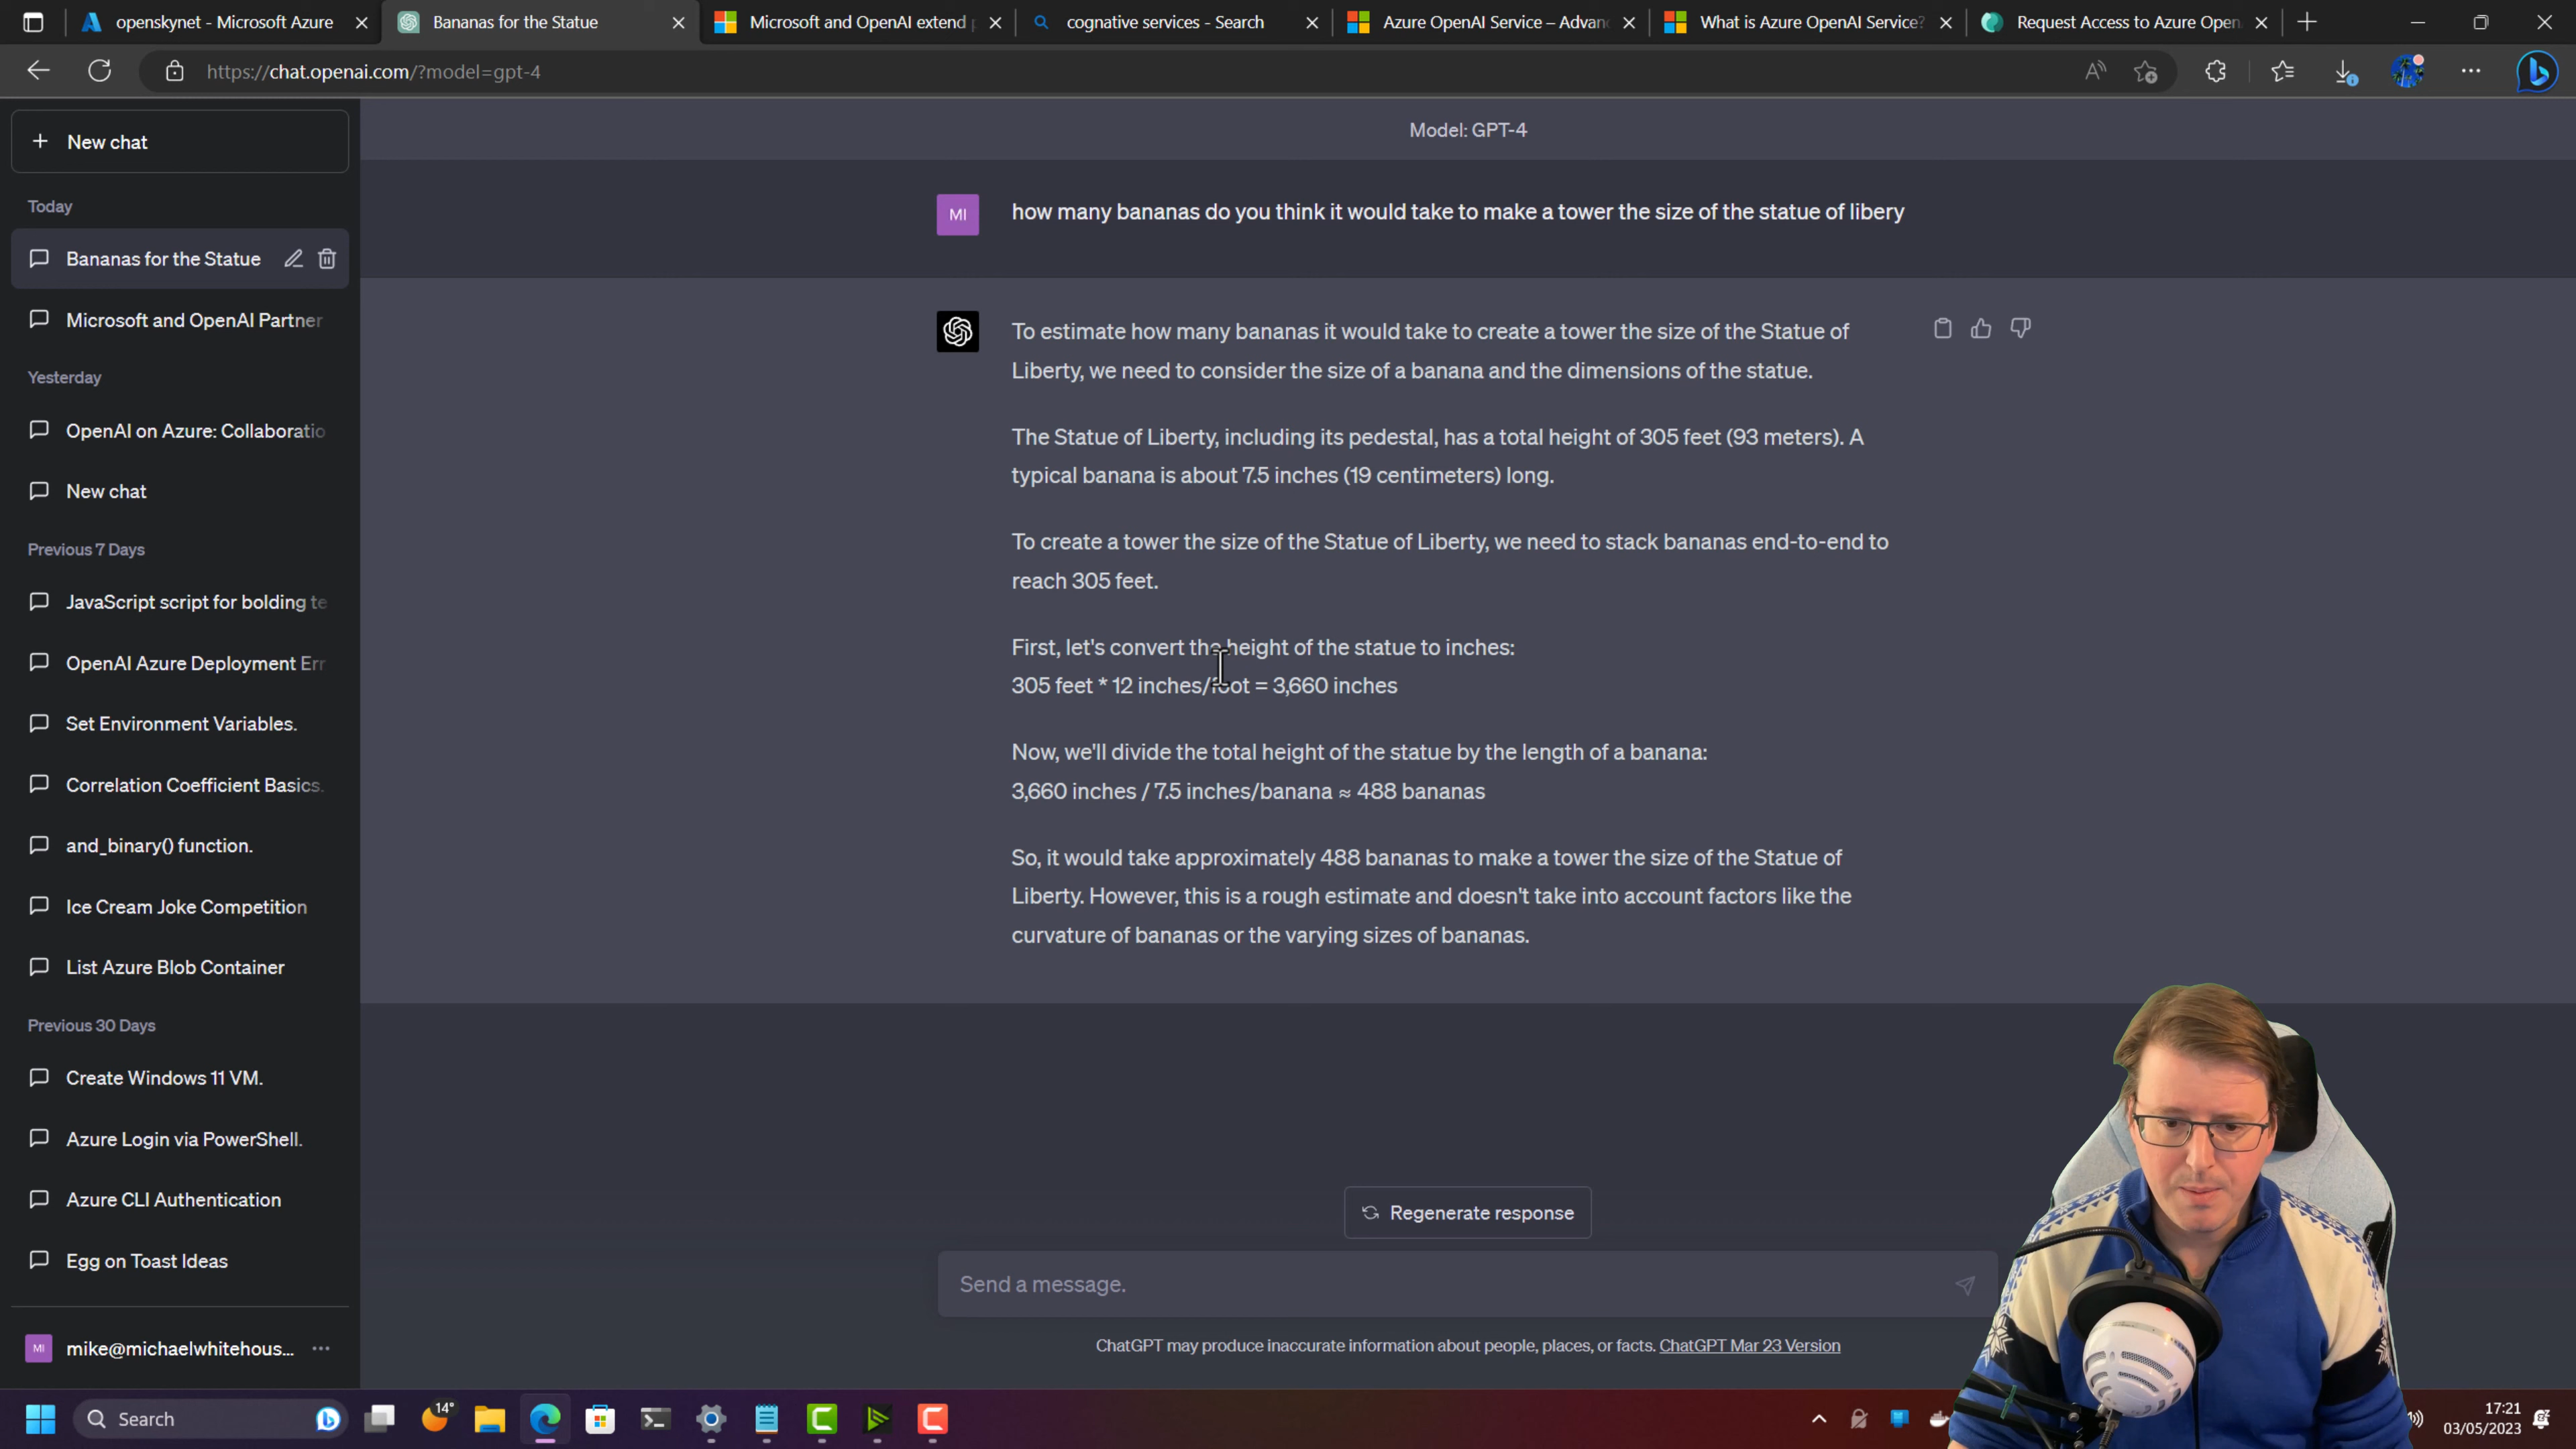 openskynet - Microsoft Azure
Bananas for the Statue
Microsoft and OpenAI extend p
cognative services - Search
Azure OpenAI Service – Advan
What is Azure OpenAI Service?
Request Access to Azure Open
https://chat.openai.com/?model=gpt-4
New chat
Today
Bananas for the Statue
Microsoft and OpenAI Partner
Yesterday
OpenAI on Azure: Collaboratio
New chat
Previous 7 Days
JavaScript script for bolding te
OpenAI Azure Deployment Err
Set Environment Variables.
Correlation Coefficient Basics.
and_binary() function.
Ice Cream Joke Competition
List Azure Blob Container
Previous 30 Days
Create Windows 11 VM.
Azure Login via PowerShell.
Azure CLI Authentication
Egg on Toast Ideas
MI mike@michaelwhitehous...
Model: GPT-4
MI how many bananas do you think it would take to make a tower the size of the statue of libery
To estimate how many bananas it would take to create a tower the size of the Statue of
Liberty, we need to consider the size of a banana and the dimensions of the statue.
The Statue of Liberty, including its pedestal, has a total height of 305 feet (93 meters). A
typical banana is about 7.5 inches (19 centimeters) long.
To create a tower the size of the Statue of Liberty, we need to stack bananas end-to-end to
reach 305 feet.
First, let's convert the height of the statue to inches:
305 feet * 12 inches/foot = 3,660 inches
Now, we'll divide the total height of the statue by the length of a banana:
3,660 inches / 7.5 inches/banana ≈ 488 bananas
So, it would take approximately 488 bananas to make a tower the size of the Statue of
Liberty. However, this is a rough estimate and doesn't take into account factors like the
curvature of bananas or the varying sizes of bananas.
Regenerate response
Send a message.
ChatGPT may produce inaccurate information about people, places, or facts. ChatGPT Mar 23 Version
Search
14°
17:21
03/05/2023